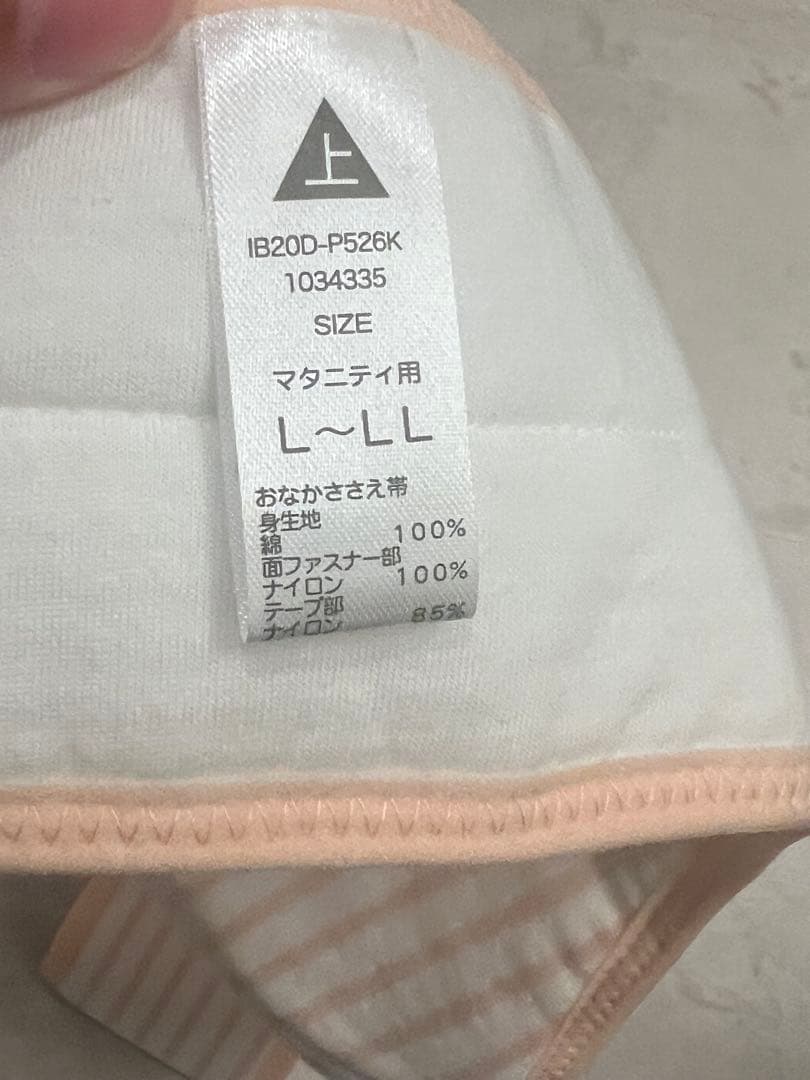 上
IB20D-P526K
1034335
SIZE
マタニティ用
L～LL
おなかささえ帯
身生地
綿 100%
面ファスナー部
ナイロン 100%
テープ部
ナイロン 85%